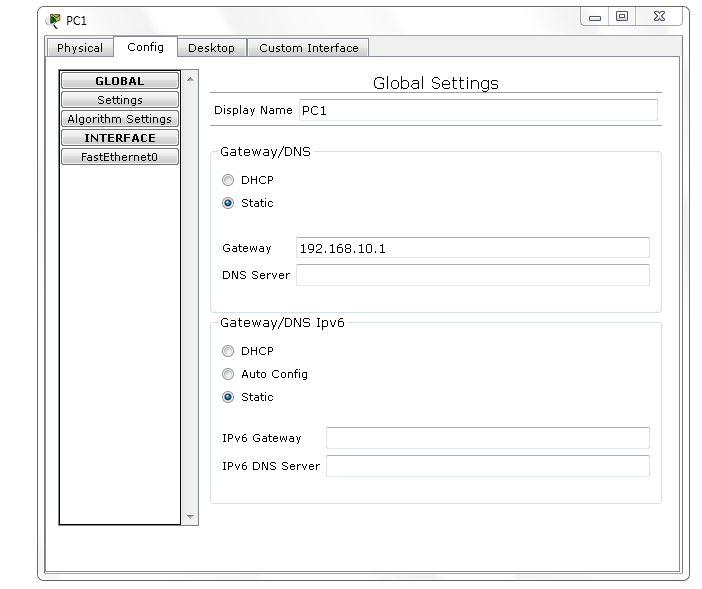 PC1
Physical
Config
Desktop
Custom Interface
GLOBAL
Settings
Algorithm Settings
INTERFACE
FastEthernet0
Global Settings
Display Name PC1
Gateway/DNS
DHCP
Static
Gateway 192.168.10.1
DNS Server
Gateway/DNS Ipv6
DHCP
Auto Config
Static
IPv6 Gateway
IPv6 DNS Server